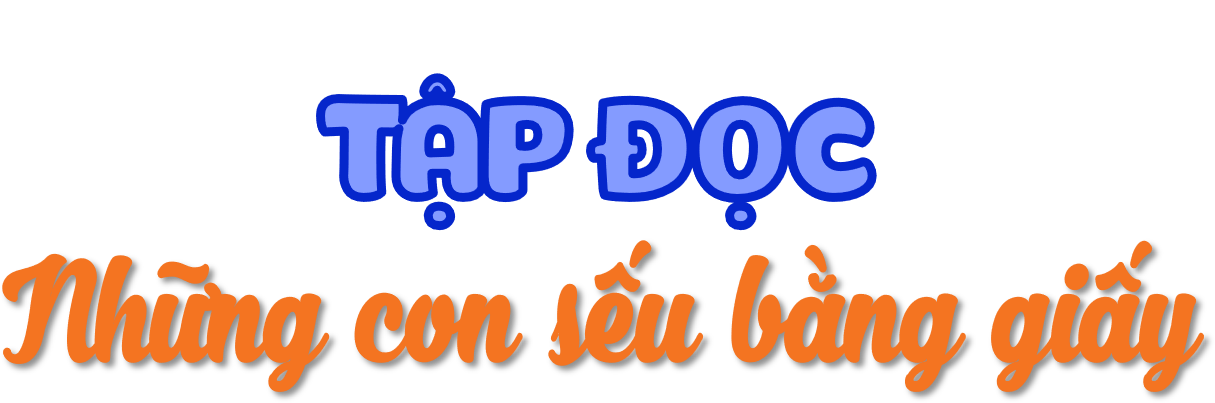 TẬP ĐỌC
Những con sếu bằng giấy